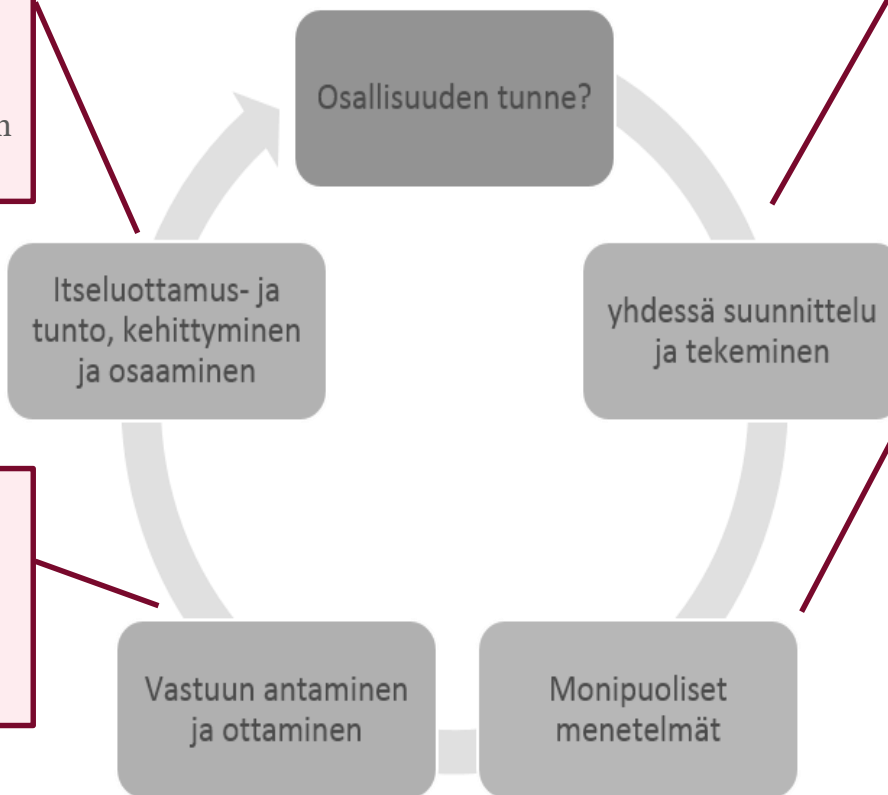 Osallisuuden tunne?
yhdessä suunnittelu
ja tekeminen
Monipuoliset
menetelmät
Vastuun antaminen
ja ottaminen
Itseluottamus- ja
tunto, kehittyminen
ja osaaminen